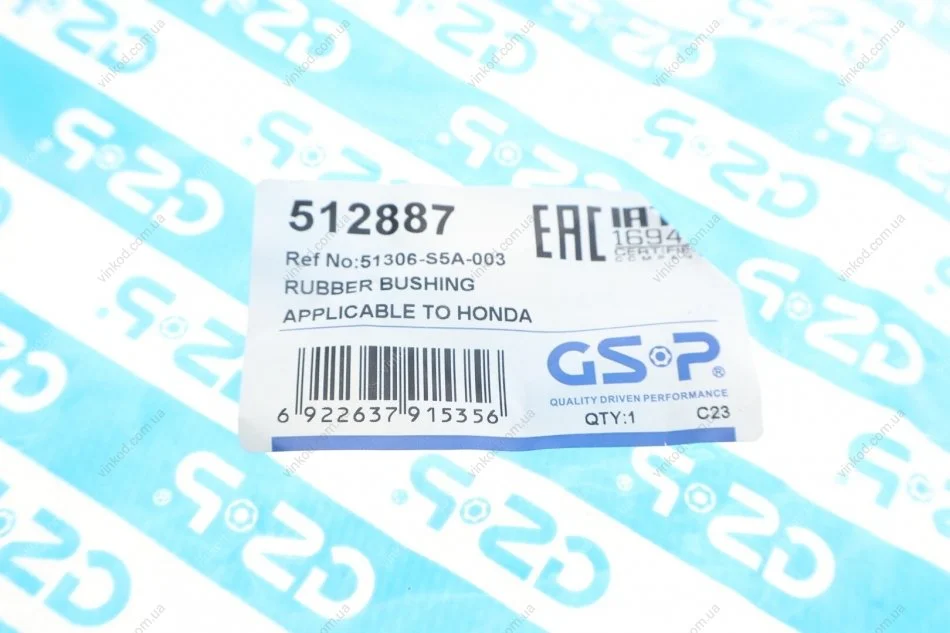 512887
EAC
1694
Ref No:51306-S5A-003
RUBBER BUSHING
APPLICABLE TO HONDA
GSP®
QUALITY DRIVEN PERFORMANCE
6 922637 915356
QTY:1
C23
vinkod.com.ua